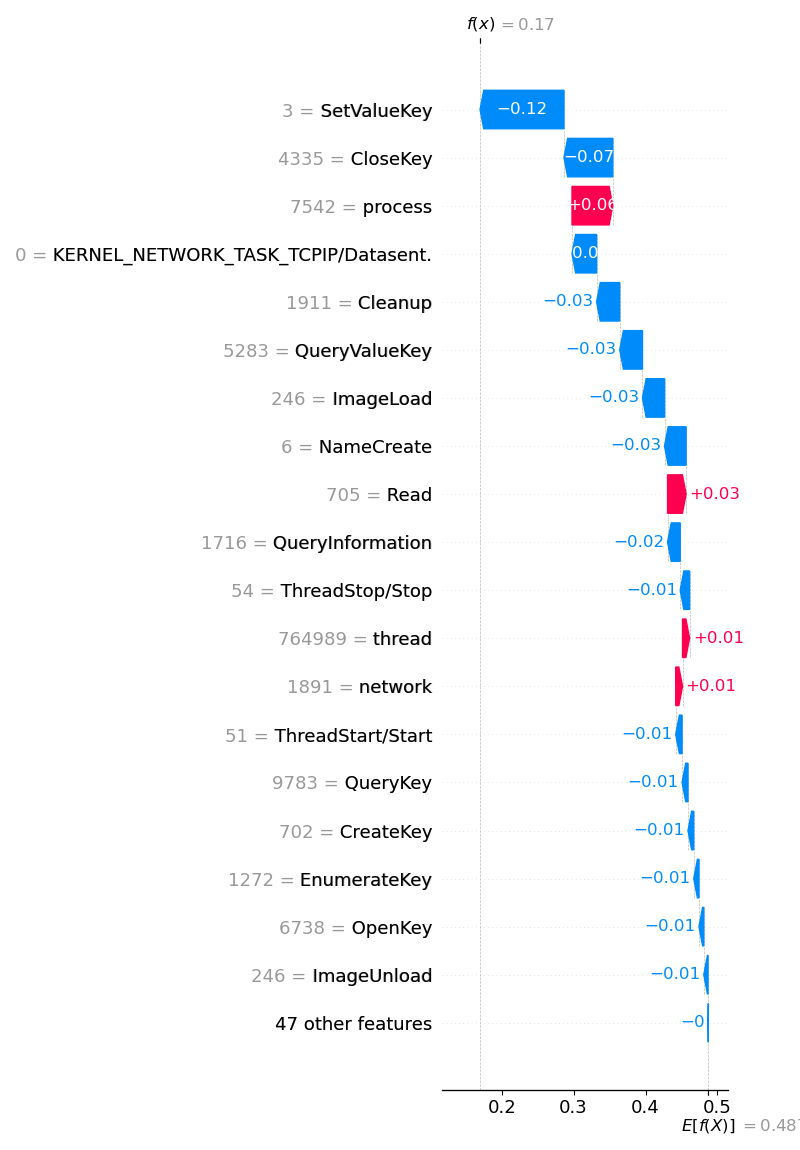 f(x) = 0.17
3 = SetValueKey −0.12
4335 = CloseKey −0.07
7542 = process +0.06
0 = KERNEL_NETWORK_TASK_TCPIP/Datasent. 0.0
1911 = Cleanup −0.03
5283 = QueryValueKey −0.03
246 = ImageLoad −0.03
6 = NameCreate −0.03
705 = Read +0.03
1716 = QueryInformation −0.02
54 = ThreadStop/Stop −0.01
764989 = thread +0.01
1891 = network +0.01
51 = ThreadStart/Start −0.01
9783 = QueryKey −0.01
702 = CreateKey −0.01
1272 = EnumerateKey −0.01
6738 = OpenKey −0.01
246 = ImageUnload −0.01
47 other features −0
0.2 0.3 0.4 0.5
E[f(X)] = 0.487